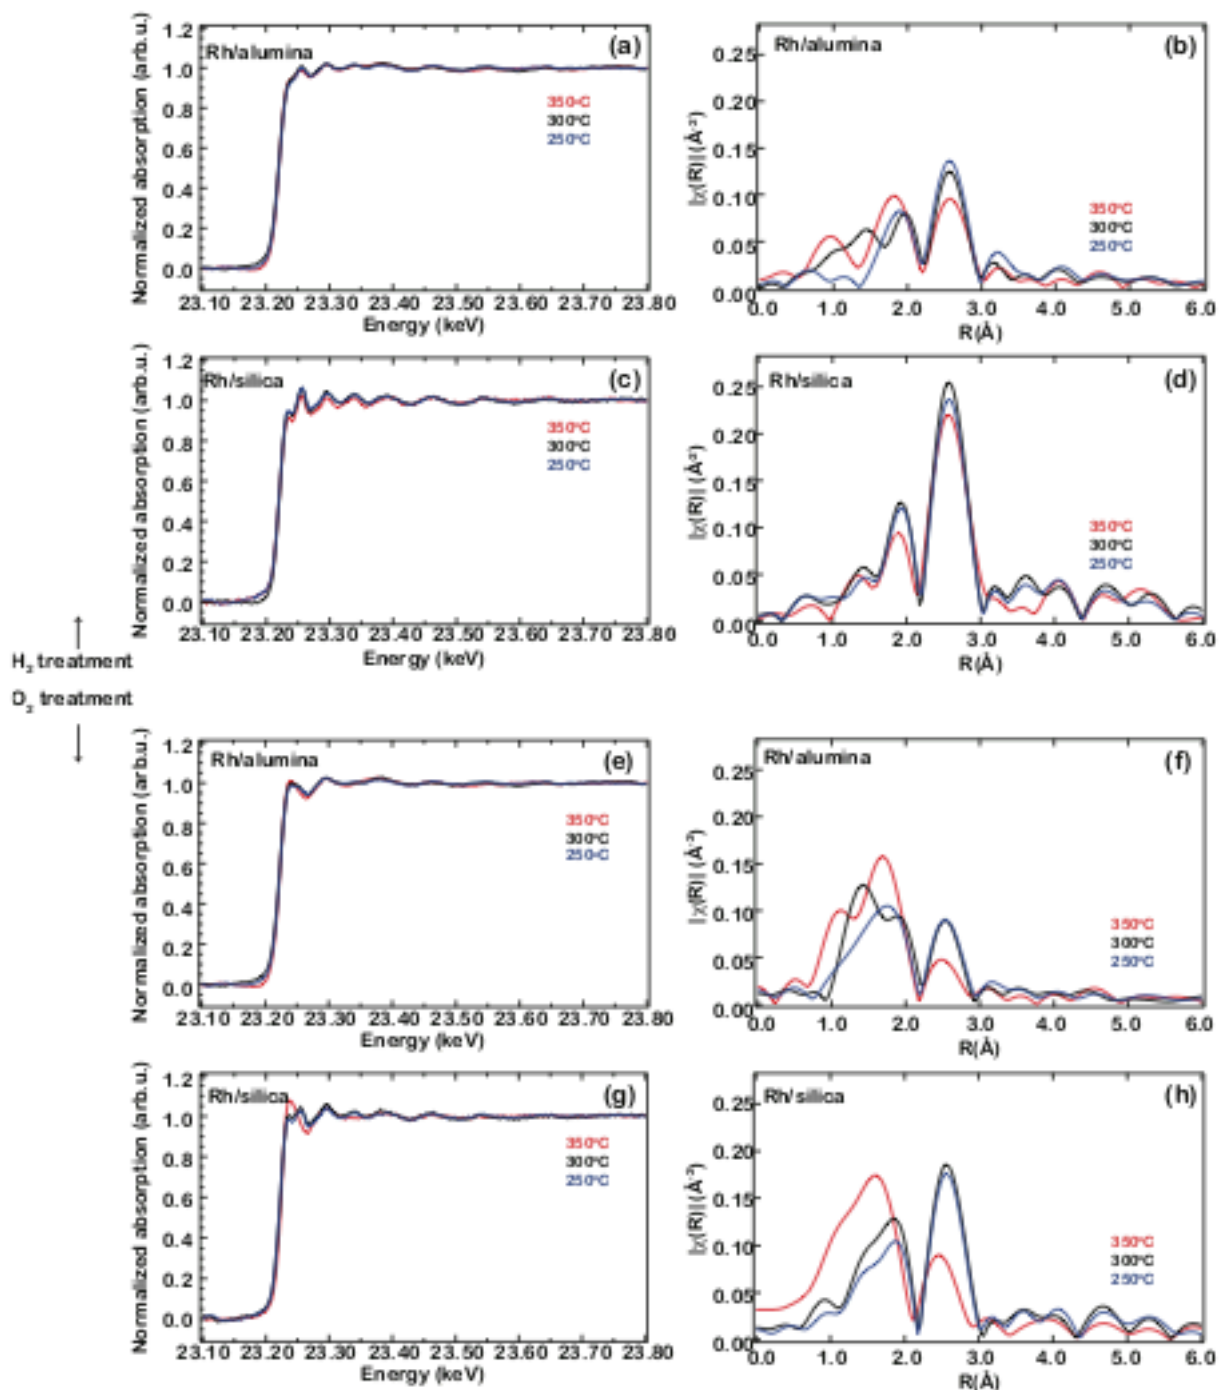 Rh/alumina (a)
Normalized absorption (arb.u.)
1.2
1.0
0.8
0.6
0.4
0.2
0.0
350°C
300°C
250°C
23.10 23.20 23.30 23.40 23.50 23.60 23.70 23.80
Energy (keV)
Rh/alumina (b)
|χ(R)| (Å⁻²)
0.25
0.20
0.15
0.10
0.05
0.00
350°C
300°C
250°C
0.0 1.0 2.0 3.0 4.0 5.0 6.0
R(Å)
Rh/silica (c)
Normalized absorption (arb.u.)
1.2
1.0
0.8
0.6
0.4
0.2
0.0
350°C
300°C
250°C
23.10 23.20 23.30 23.40 23.50 23.60 23.70 23.80
Energy (keV)
Rh/silica (d)
|χ(R)| (Å⁻²)
0.25
0.20
0.15
0.10
0.05
0.00
350°C
300°C
250°C
0.0 1.0 2.0 3.0 4.0 5.0 6.0
R(Å)
↑
H₂ treatment
O₂ treatment
↓
Rh/alumina (e)
Normalized absorption (arb.u.)
1.2
1.0
0.8
0.6
0.4
0.2
0.0
350°C
300°C
250°C
23.10 23.20 23.30 23.40 23.50 23.60 23.70 23.80
Energy (keV)
Rh/alumina (f)
|χ(R)| (Å⁻²)
0.25
0.20
0.15
0.10
0.05
0.00
350°C
300°C
250°C
0.0 1.0 2.0 3.0 4.0 5.0 6.0
R(Å)
Rh/silica (g)
Normalized absorption (arb.u.)
1.2
1.0
0.8
0.6
0.4
0.2
0.0
350°C
300°C
250°C
23.10 23.20 23.30 23.40 23.50 23.60 23.70 23.80
Energy (keV)
Rh/silica (h)
|χ(R)| (Å⁻²)
0.25
0.20
0.15
0.10
0.05
0.00
350°C
300°C
250°C
0.0 1.0 2.0 3.0 4.0 5.0 6.0
R(Å)